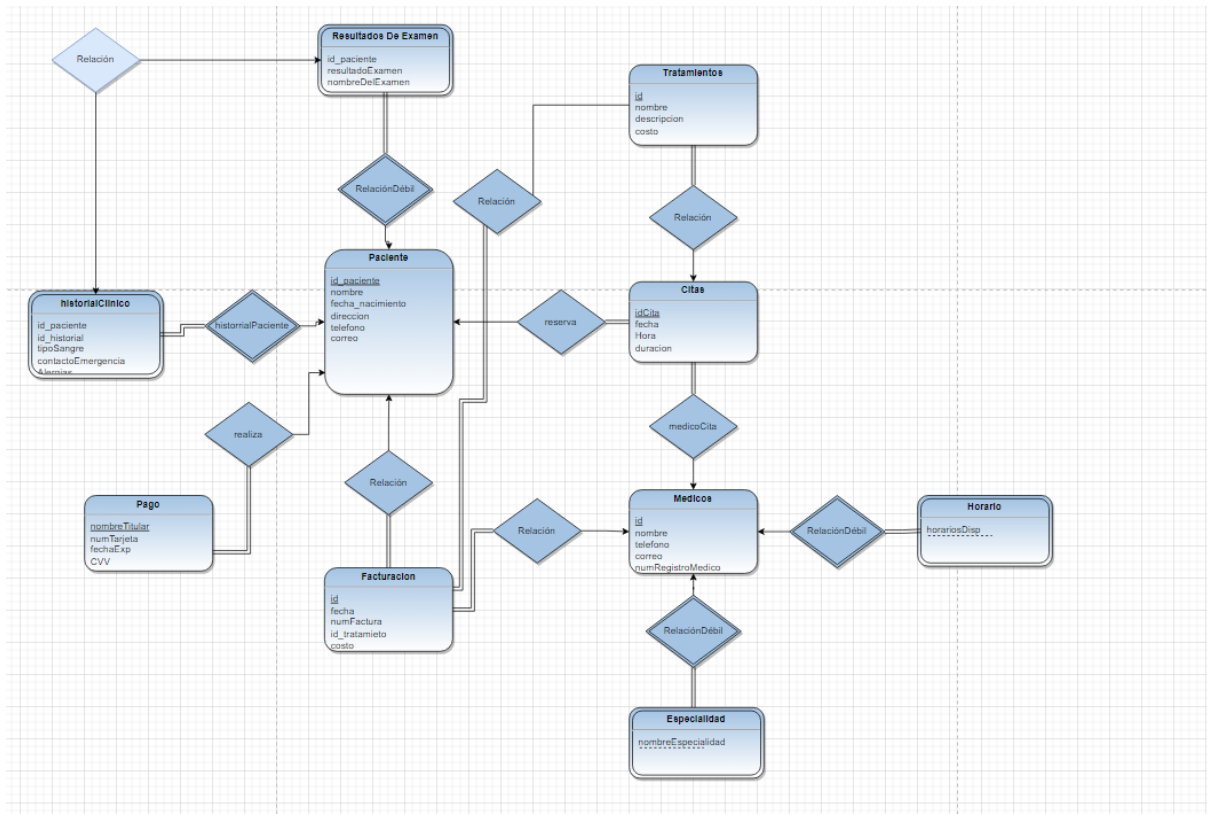 Relación
Resultados De Examen
id_paciente
resultadoExamen
nombreDelExamen
Tratamientos
id
nombre
descripcion
costo
RelaciónDébil
Relación
Relación
Paciente
id_paciente
nombre
fecha_nacimiento
direccion
telefono
correo
historialClinico
id_paciente
id_historial
tipoSangre
contactoEmergencia
Alergias
historrialPaciente
reserva
Citas
idCita
fecha
Hora
duracion
realiza
medicoCita
Relación
Pago
nombreTitular
numTarjeta
fechaExp
CVV
Relación
Medicos
id
nombre
telefono
correo
numRegistroMedico
RelaciónDébil
Horario
horariosDisp
Facturacion
id
fecha
numFactura
id_tratamieto
costo
RelaciónDébil
Especialidad
nombreEspecialidad